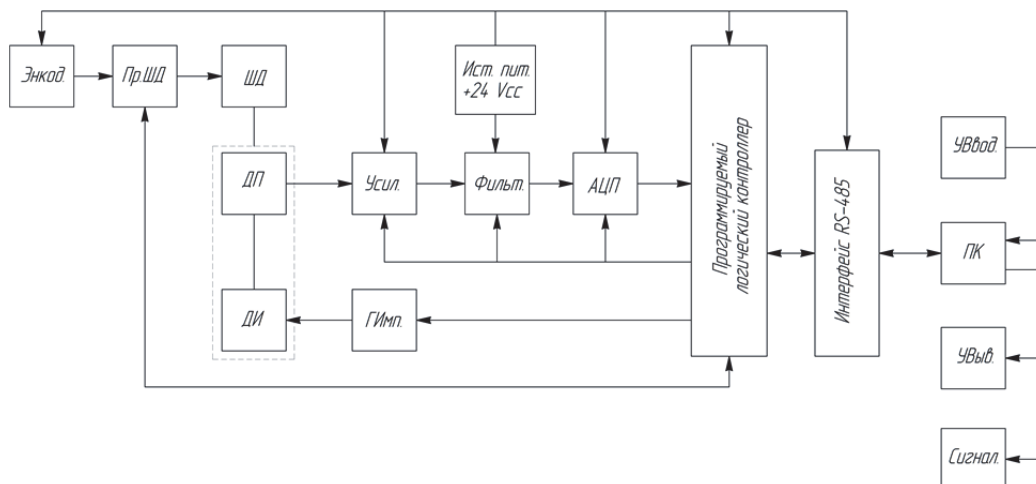 Энкод.
Пр.ШД
ШД
Ист. пит.
+24 Vcc
ДП
Усил.
Фильт.
АЦП
Программируемый
логический контроллер
Интерфейс RS-485
УВвод.
ПК
ДИ
ГИмп.
УВыв.
Сигнал.